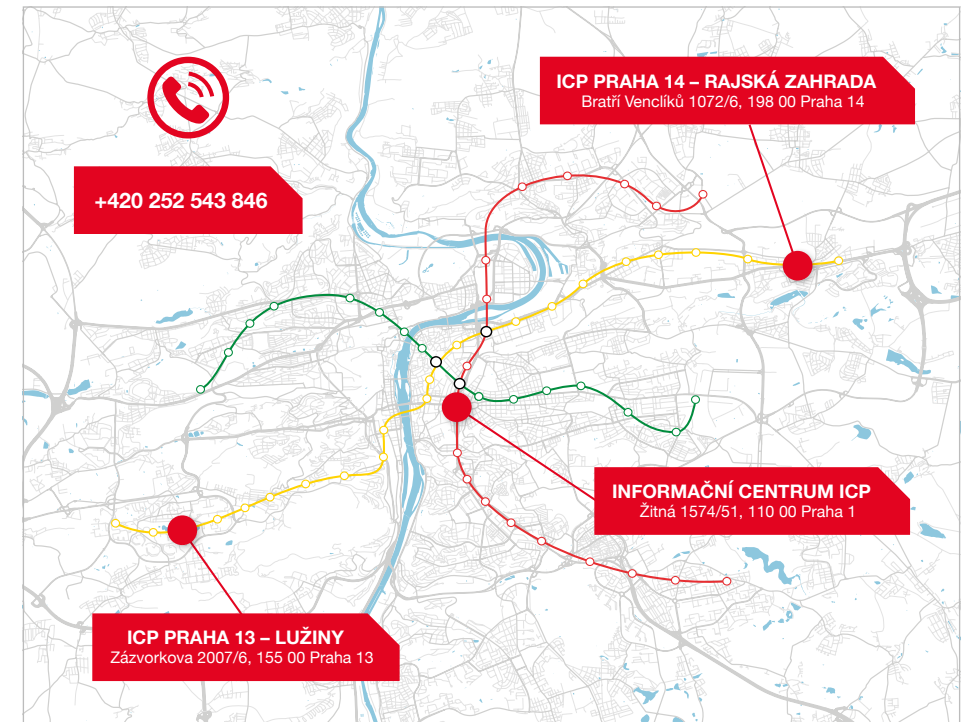 ICP PRAHA 14 – RAJSKÁ ZAHRADA
Bratří Venclíků 1072/6, 198 00 Praha 14
+420 252 543 846
INFORMAČNÍ CENTRUM ICP
Žitná 1574/51, 110 00 Praha 1
ICP PRAHA 13 – LUŽINY
Zázvorkova 2007/6, 155 00 Praha 13